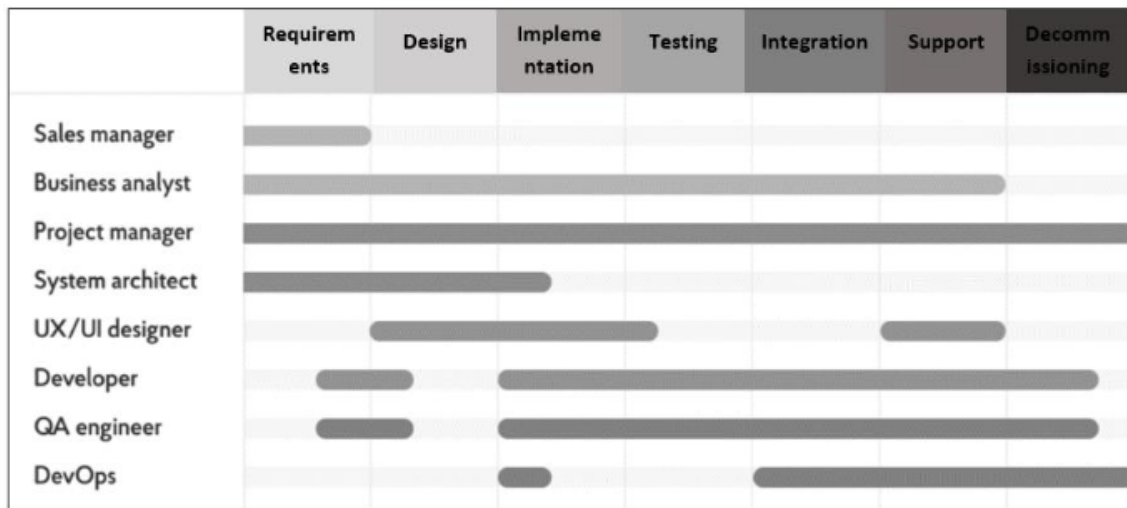 Requirem
ents
Design
Impleme
ntation
Testing
Integration
Support
Decomm
issioning
Sales manager
Business analyst
Project manager
System architect
UX/UI designer
Developer
QA engineer
DevOps